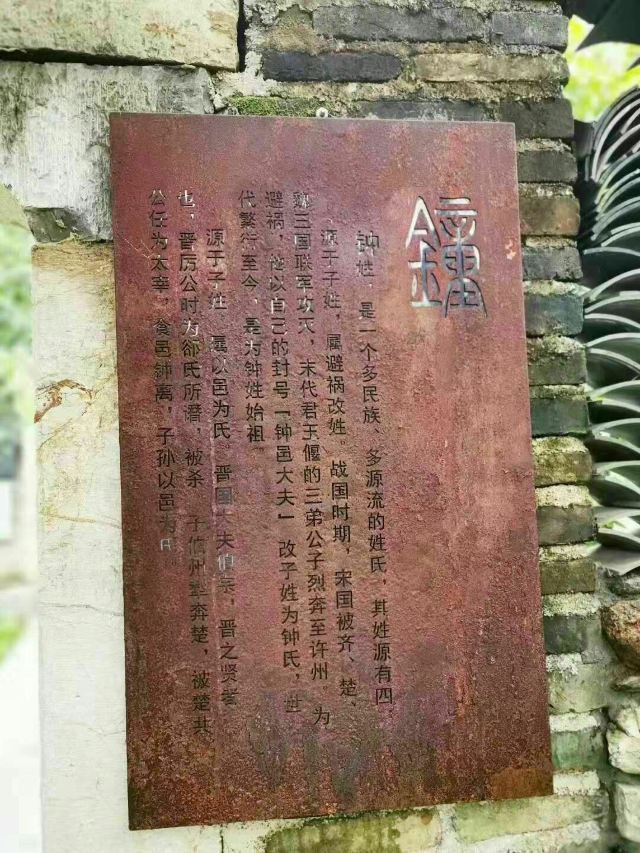 鐘
钟姓，是一个多民族、多源流的姓氏，其姓源有四
源于子姓，属避祸改姓。战国时期，宋国被齐、楚、
魏三国联军攻灭，末代君王偃的三弟公子烈奔至许州。为
避祸，他以自己的封号「钟邑大夫」改子姓为钟氏，世
代繁衍至今，是为钟姓始祖。
源于子姓 属以邑为氏。晋国大夫伯宗，晋之贤者
也，晋厉公时为郤氏所谮，被杀 子伯州犁奔楚，被楚共
公任为太宰，食邑钟离，子孙以邑为氏